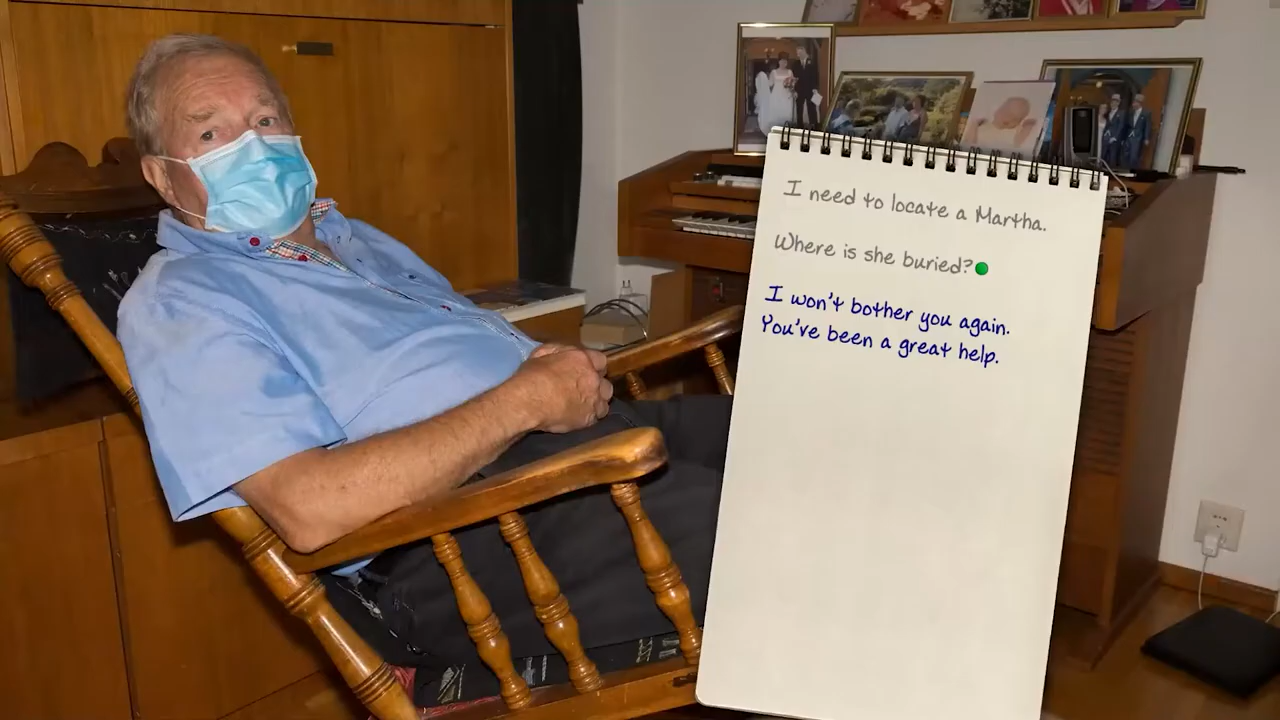 I need to locate a Martha.
Where is she buried?
I won't bother you again.
You've been a great help.